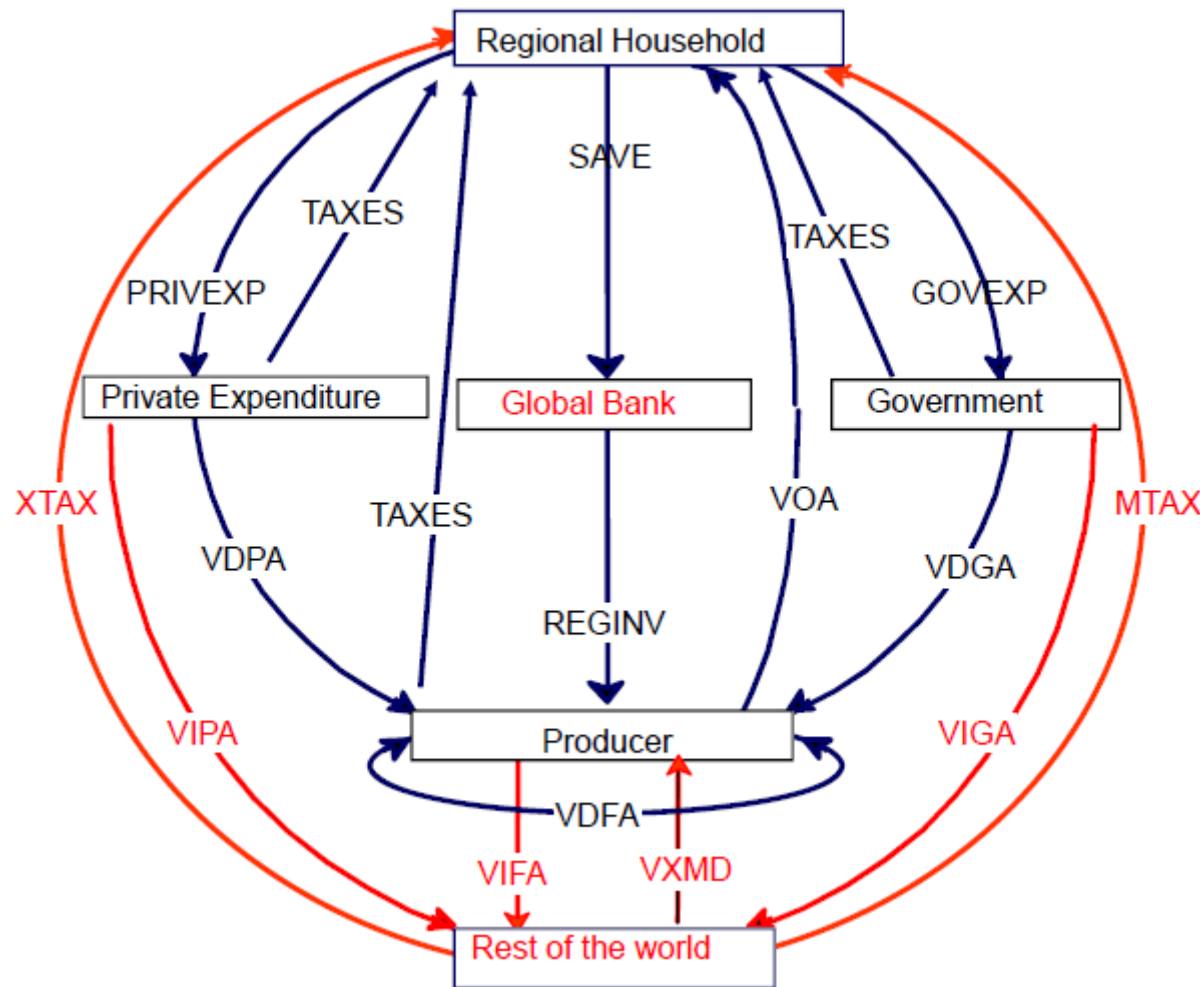 Regional Household
SAVE
TAXES
TAXES
PRIVEXP
GOVEXP
Private Expenditure
Global Bank
Government
XTAX
TAXES
VOA
MTAX
VDPA
VDGA
REGINV
VIPA
VIGA
Producer
VDFA
VIFA
VXMD
Rest of the world